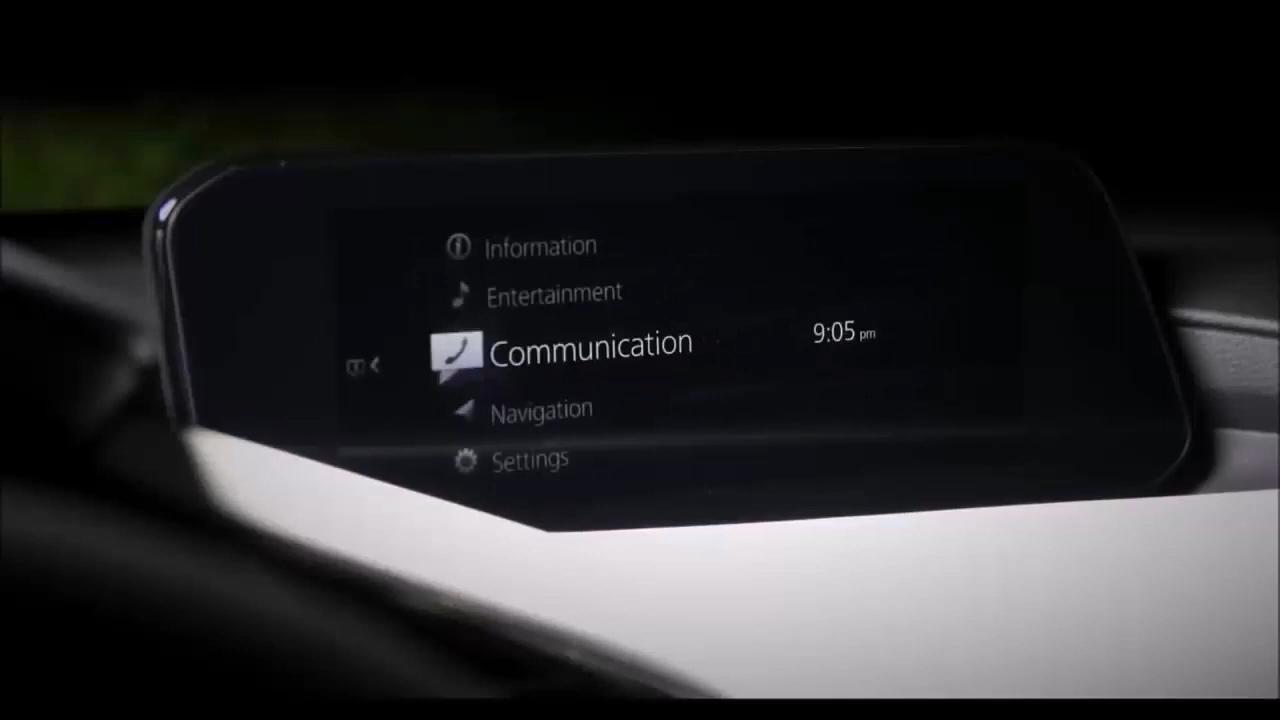 Information
Entertainment
Communication
9:05 pm
Navigation
Settings